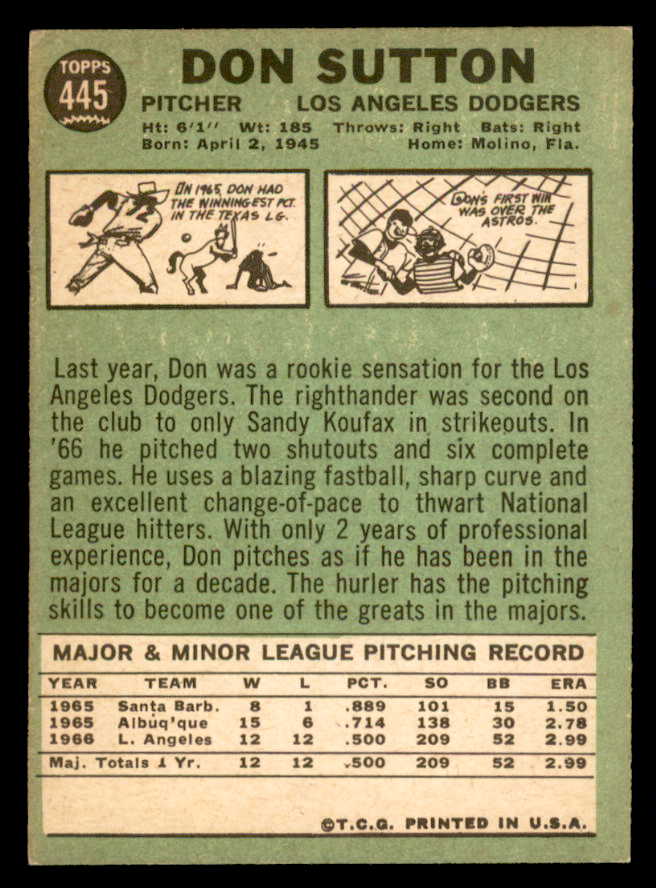 TOPPS
445
DON SUTTON
PITCHER LOS ANGELES DODGERS
Ht: 6'1" Wt: 185 Throws: Right Bats: Right
Born: April 2, 1945 Home: Molino, Fla.
IN 1965, DON HAD
THE WINNINGEST PCT.
IN THE TEXAS LG.
DON'S FIRST WIN
WAS OVER THE
ASTROS.
Last year, Don was a rookie sensation for the Los
Angeles Dodgers. The righthander was second on
the club to only Sandy Koufax in strikeouts. In
'66 he pitched two shutouts and six complete
games. He uses a blazing fastball, sharp curve and
an excellent change-of-pace to thwart National
League hitters. With only 2 years of professional
experience, Don pitches as if he has been in the
majors for a decade. The hurler has the pitching
skills to become one of the greats in the majors.
MAJOR & MINOR LEAGUE PITCHING RECORD
YEAR TEAM W L PCT. SO BB ERA
1965 Santa Barb. 8 1 .889 101 15 1.50
1965 Albuq'que 15 6 .714 138 30 2.78
1966 L. Angeles 12 12 .500 209 52 2.99
Maj. Totals 1 Yr. 12 12 .500 209 52 2.99
©T.C.G. PRINTED IN U.S.A.